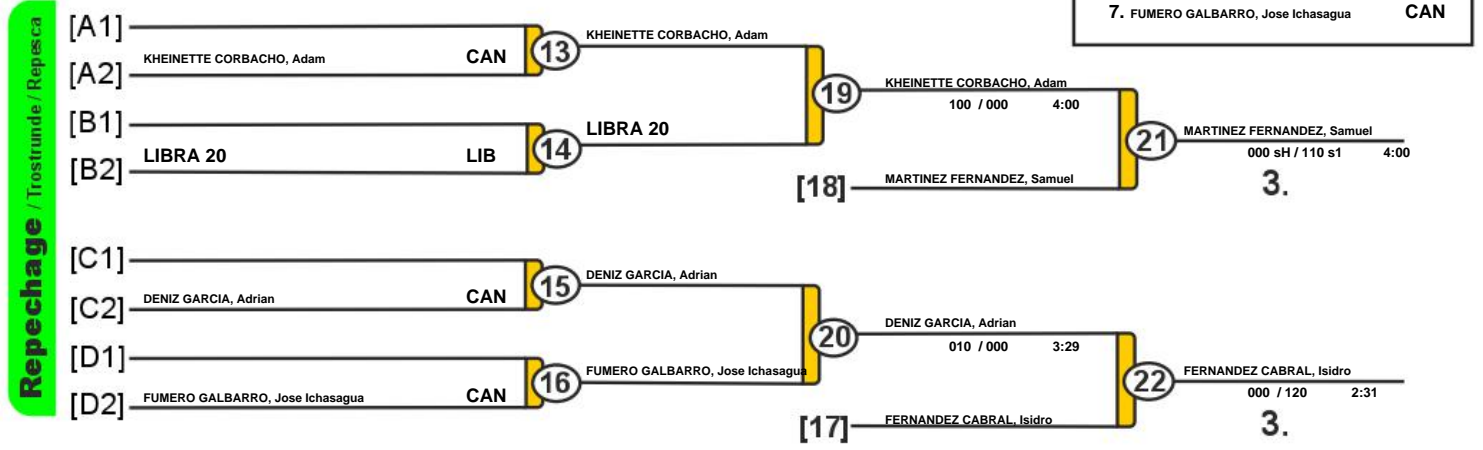 7. FUMERO GALBARRO, Jose Ichasagua CAN
Repechage / Trostrunde / Repesca
[A1]
KHEINETTE CORBACHO, Adam CAN
[A2]
13
KHEINETTE CORBACHO, Adam
[B1]
LIBRA 20 LIB
[B2]
14
LIBRA 20
19
KHEINETTE CORBACHO, Adam
100 / 000 4:00
[18]
MARTINEZ FERNANDEZ, Samuel
21
MARTINEZ FERNANDEZ, Samuel
000 sH / 110 s1 4:00
3.
[C1]
DENIZ GARCIA, Adrian CAN
[C2]
15
DENIZ GARCIA, Adrian
[D1]
FUMERO GALBARRO, Jose Ichasagua CAN
[D2]
16
FUMERO GALBARRO, Jose Ichasagua
20
DENIZ GARCIA, Adrian
010 / 000 3:29
[17]
FERNANDEZ CABRAL, Isidro
22
FERNANDEZ CABRAL, Isidro
000 / 120 2:31
3.